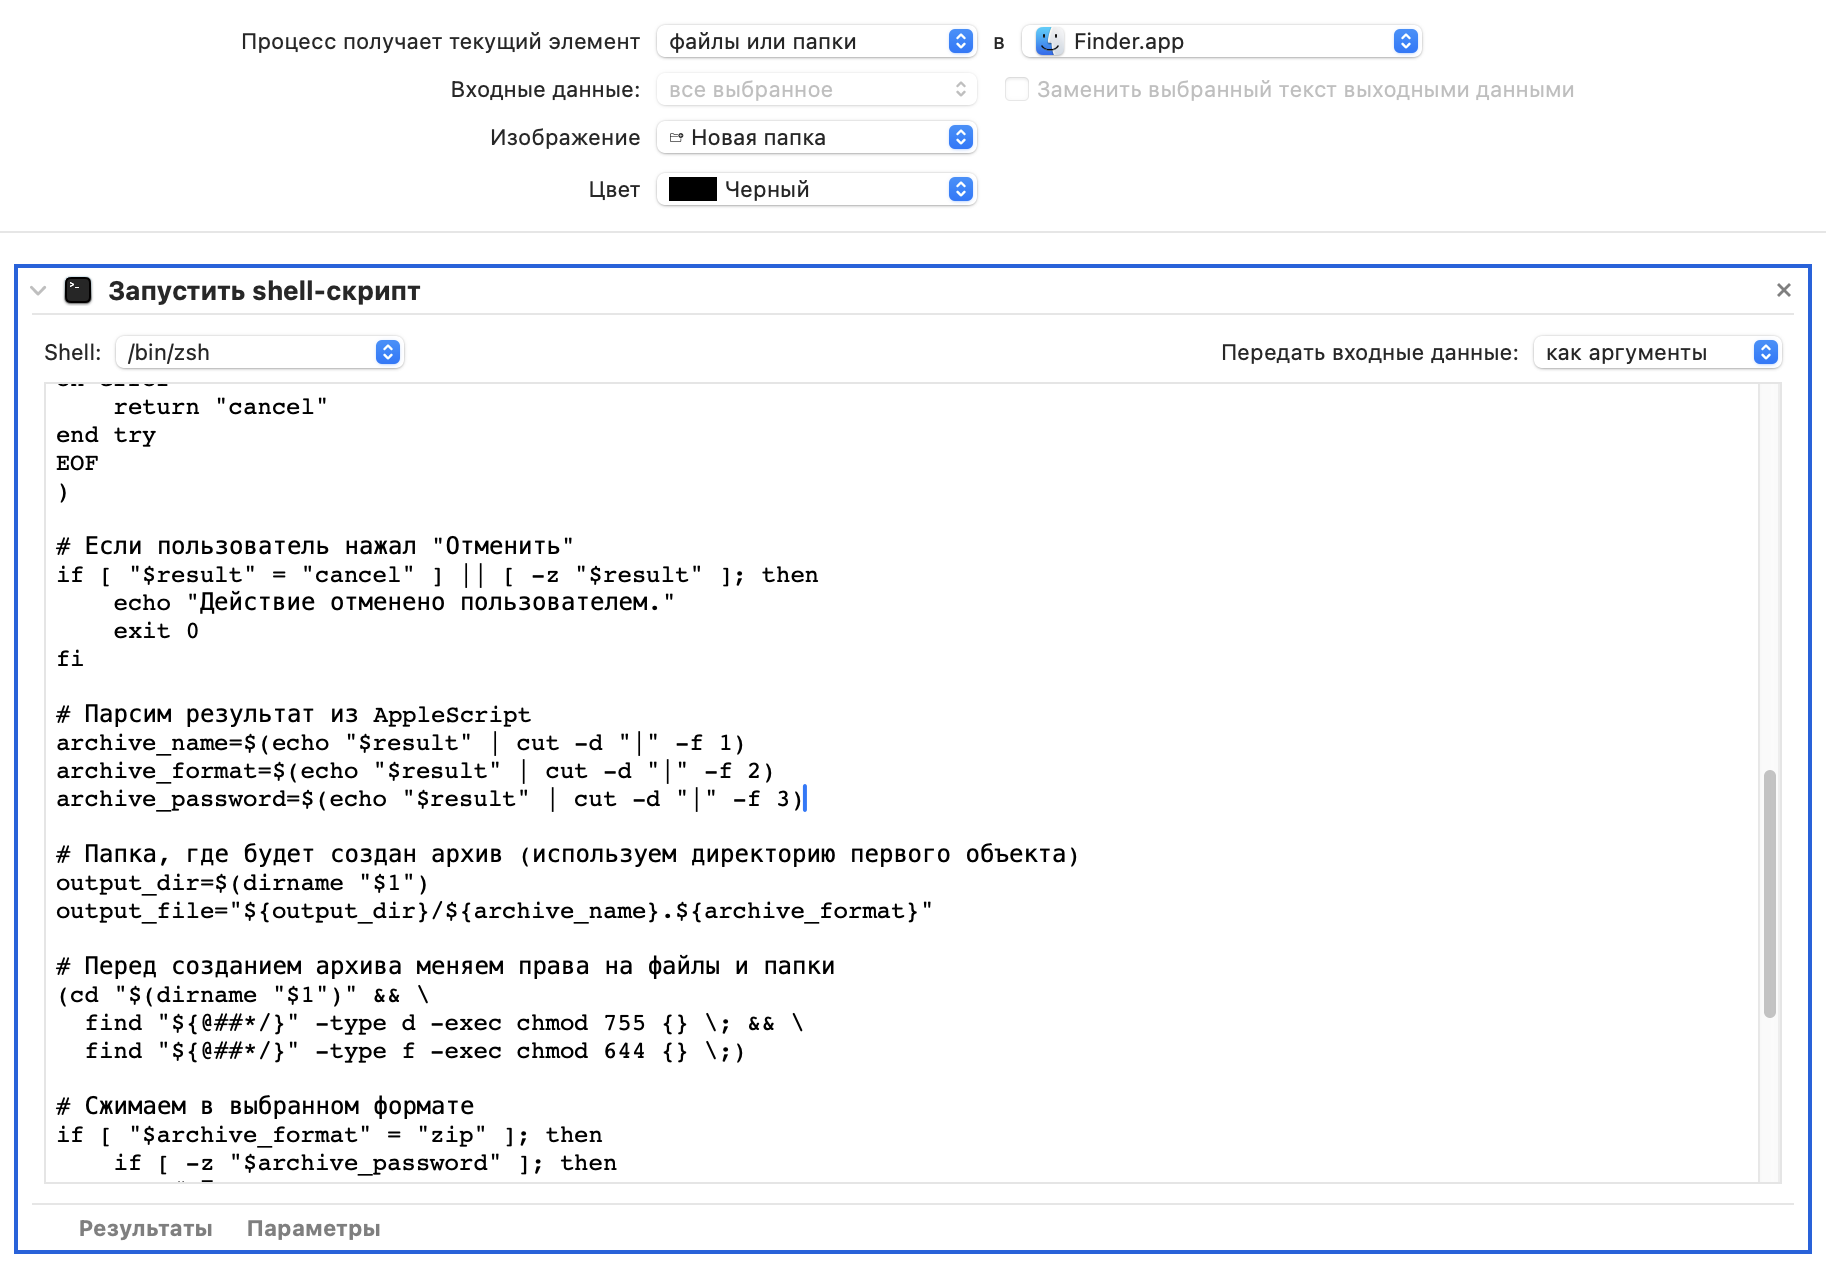 Процесс получает текущий элемент файлы или папки в Finder.app
Входные данные: все выбранное Заменить выбранный текст выходными данными
Изображение Новая папка
Цвет Черный
Запустить shell-скрипт
Shell: /bin/zsh Передать входные данные: как аргументы
on error
    return "cancel"
end try
EOF
)
# Если пользователь нажал "Отменить"
if [ "$result" = "cancel" ] || [ -z "$result" ]; then
    echo "Действие отменено пользователем."
    exit 0
fi
# Парсим результат из AppleScript
archive_name=$(echo "$result" | cut -d "|" -f 1)
archive_format=$(echo "$result" | cut -d "|" -f 2)
archive_password=$(echo "$result" | cut -d "|" -f 3)
# Папка, где будет создан архив (используем директорию первого объекта)
output_dir=$(dirname "$1")
output_file="${output_dir}/${archive_name}.${archive_format}"
# Перед созданием архива меняем права на файлы и папки
(cd "$(dirname "$1")" && \
  find "${@##*/}" -type d -exec chmod 755 {} \; && \
  find "${@##*/}" -type f -exec chmod 644 {} \;)
# Сжимаем в выбранном формате
if [ "$archive_format" = "zip" ]; then
    if [ -z "$archive_password" ]; then
Результаты Параметры